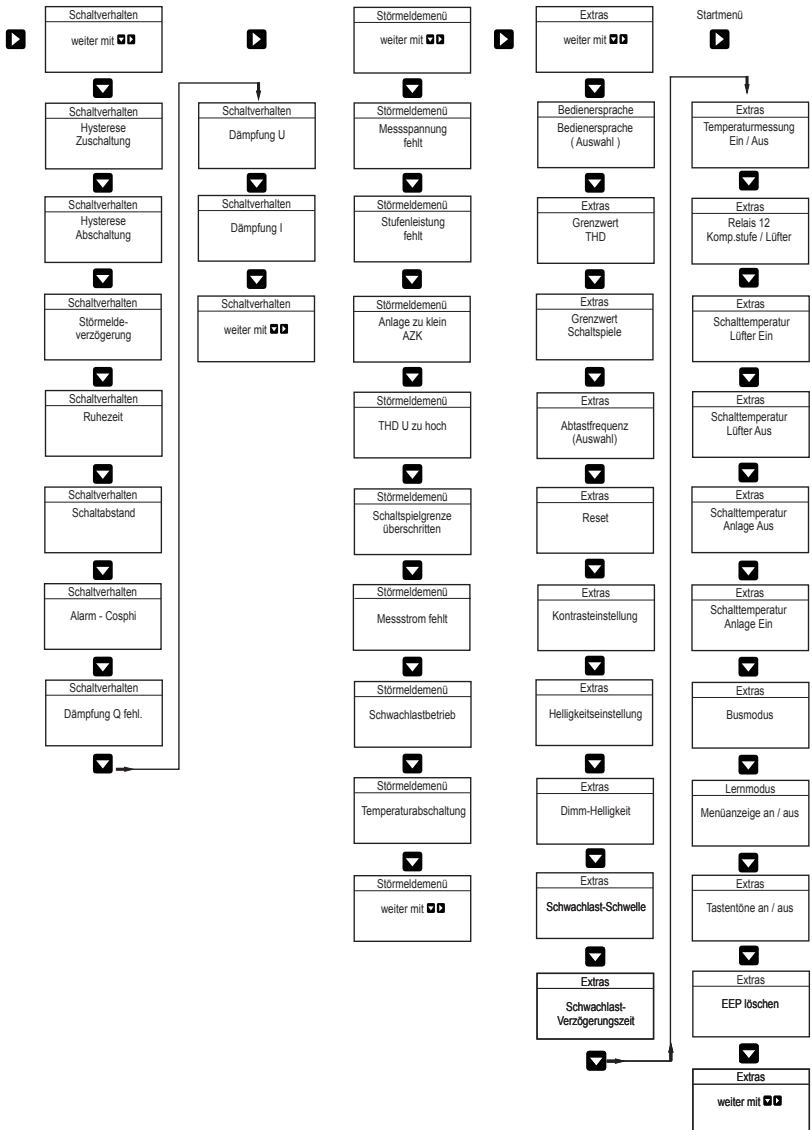 Schaltverhalten
weiter mit
Schaltverhalten
Hysterese
Zuschaltung
Schaltverhalten
Hysterese
Abschaltung
Schaltverhalten
Störmelde-
verzögerung
Schaltverhalten
Ruhezeit
Schaltverhalten
Schaltabstand
Schaltverhalten
Alarm - Cosphi
Schaltverhalten
Dämpfung Q fehl.
Schaltverhalten
Dämpfung U
Schaltverhalten
Dämpfung I
Schaltverhalten
weiter mit
Störmeldemenü
weiter mit
Störmeldemenü
Messspannung
fehlt
Störmeldemenü
Stufenleistung
fehlt
Störmeldemenü
Anlage zu klein
AZK
Störmeldemenü
THD U zu hoch
Störmeldemenü
Schaltspielgrenze
überschritten
Störmeldemenü
Messstrom fehlt
Störmeldemenü
Schwachlastbetrieb
Störmeldemenü
Temperaturabschaltung
Störmeldemenü
weiter mit
Extras
weiter mit
Bedienersprache
Bedienersprache
( Auswahl )
Extras
Grenzwert
THD
Extras
Grenzwert
Schaltspiele
Extras
Abtastfrequenz
(Auswahl)
Extras
Reset
Extras
Kontrasteinstellung
Extras
Helligkeitseinstellung
Extras
Dimm-Helligkeit
Extras
Schwachlast-Schwelle
Extras
Schwachlast-
Verzögerungszeit
Startmenü
Extras
Temperaturmessung
Ein / Aus
Extras
Relais 12
Komp.stufe / Lüfter
Extras
Schalttemperatur
Lüfter Ein
Extras
Schalttemperatur
Lüfter Aus
Extras
Schalttemperatur
Anlage Aus
Extras
Schalttemperatur
Anlage Ein
Extras
Busmodus
Lernmodus
Menüanzeige an / aus
Extras
Tastentöne an / aus
Extras
EEP löschen
Extras
weiter mit